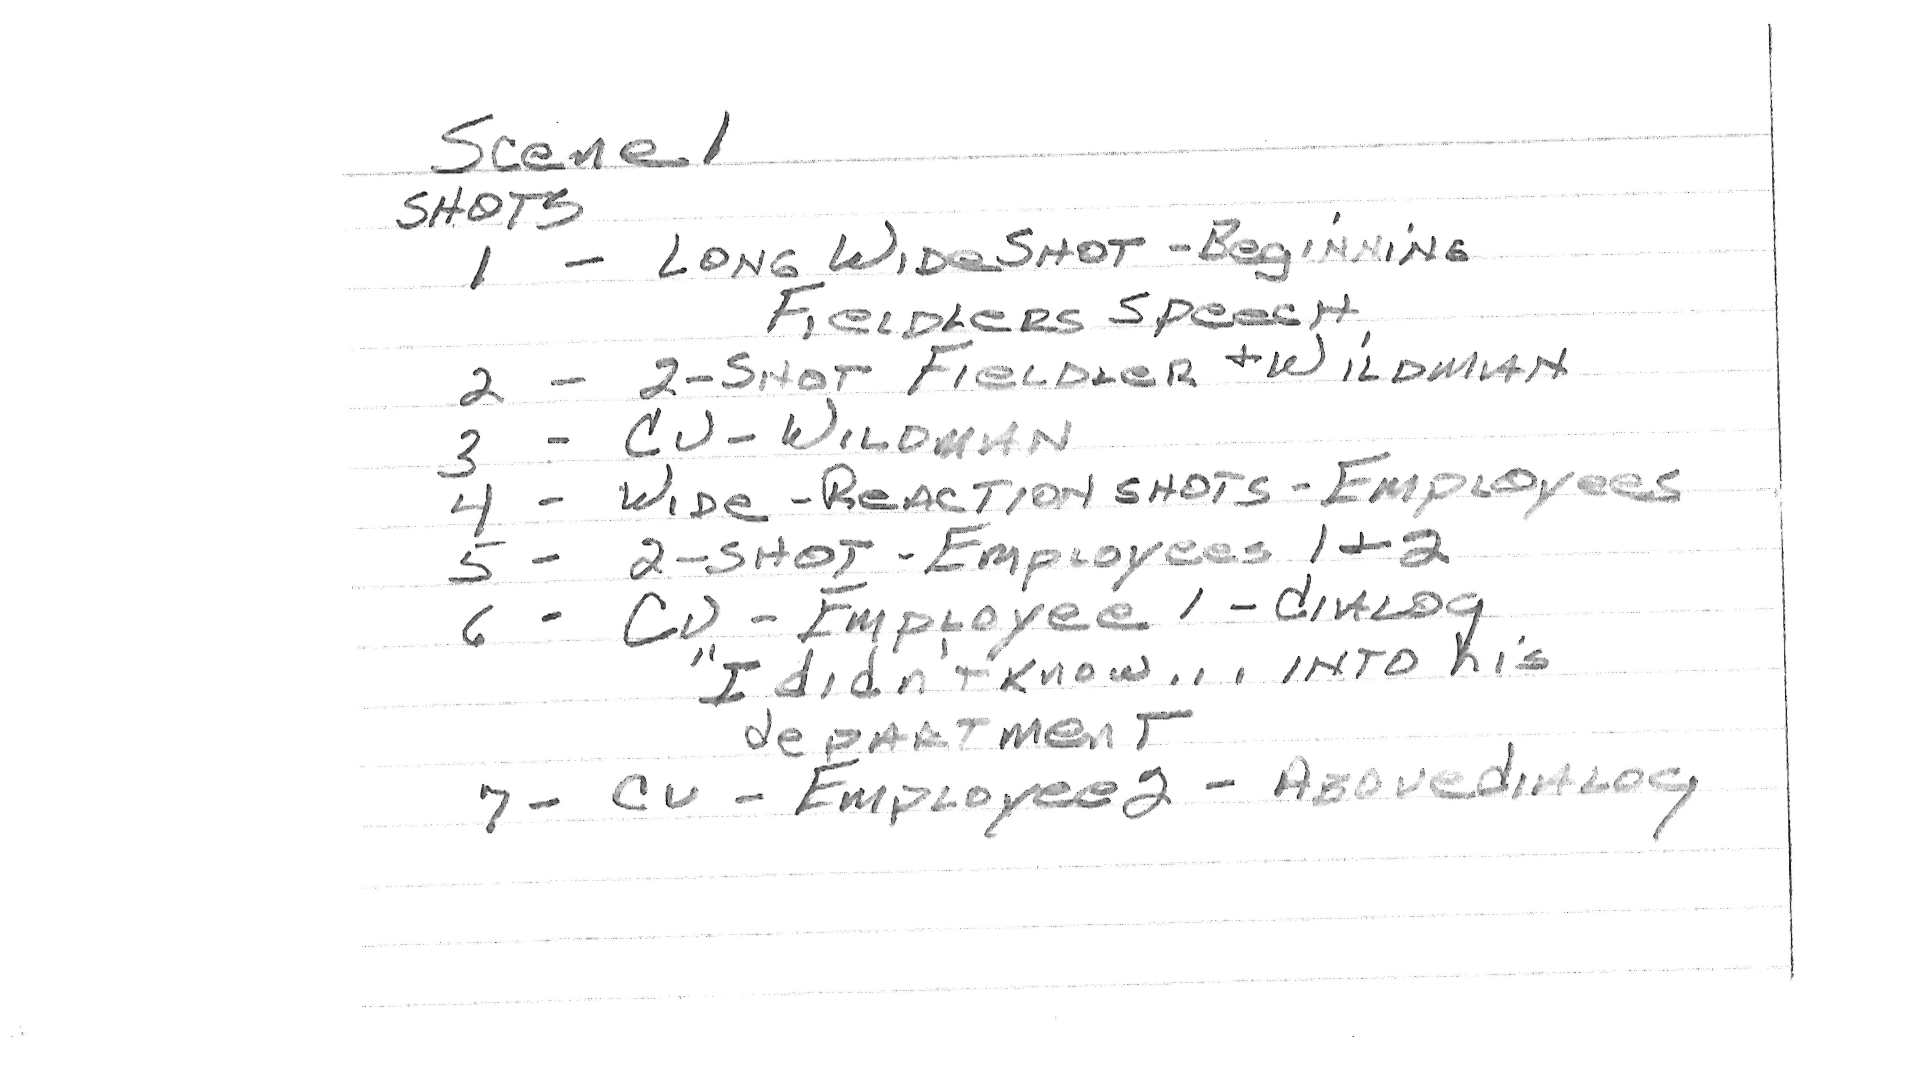 Scene 1
SHOTS
1 - LONG WIDE SHOT - Beginning
FIELDLERS SPEECH
2 - 2-SHOT FIELDLER + WILDMAN
3 - CU - WILDMAN
4 - WIDE - REACTION SHOTS - EMPLOYEES
5 - 2-SHOT - EMPLOYEES 1+2
6 - CU - EMPLOYEE 1 - dIALOG
"I didn't KNOW... INTO his
dePARTMENT
7 - CU - EMPLOYEE 2 - ABOVE dIALOG